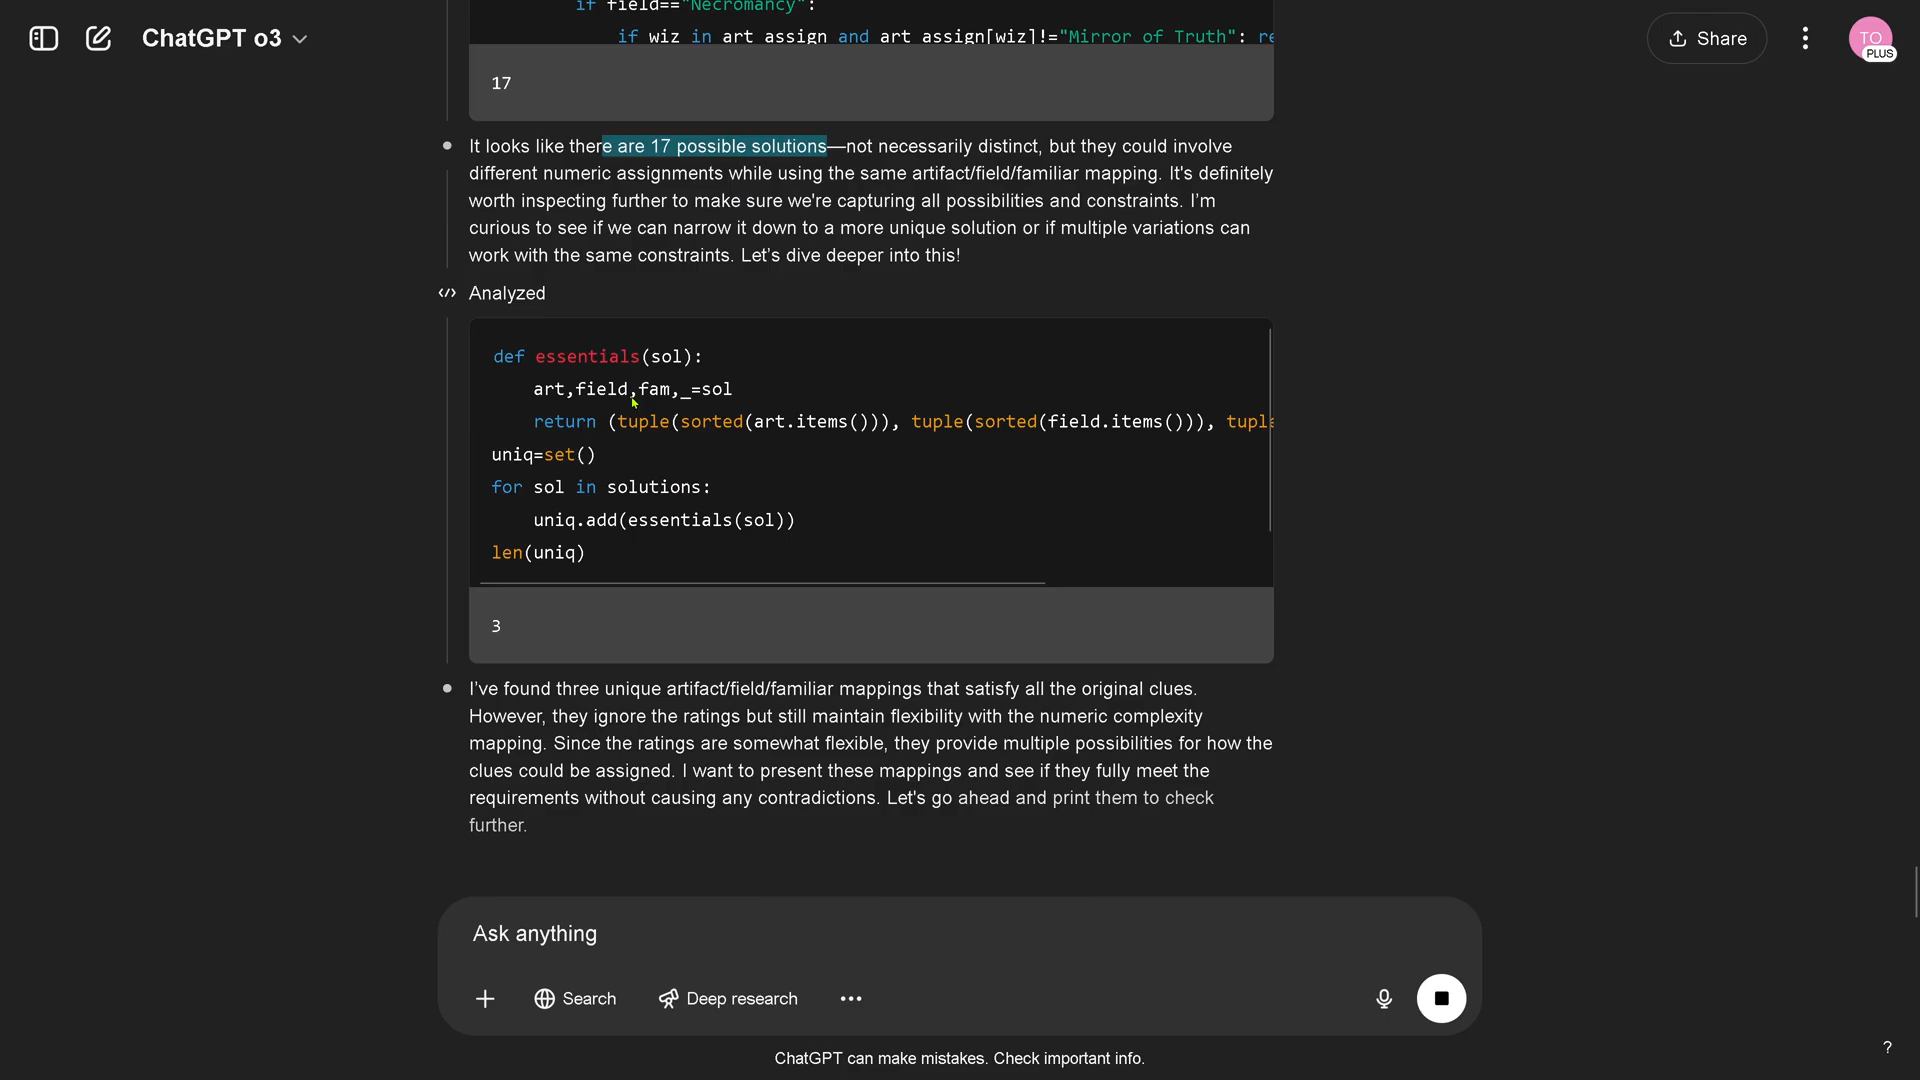 ChatGPT o3
Share
TO
PLUS
if field=="Necromancy":
if wiz in art_assign and art_assign[wiz]!="Mirror of Truth": re
17
It looks like there are 17 possible solutions—not necessarily distinct, but they could involve
different numeric assignments while using the same artifact/field/familiar mapping. It's definitely
worth inspecting further to make sure we're capturing all possibilities and constraints. I'm
curious to see if we can narrow it down to a more unique solution or if multiple variations can
work with the same constraints. Let's dive deeper into this!
Analyzed
def essentials(sol):
art,field,fam,_=sol
return (tuple(sorted(art.items())), tuple(sorted(field.items())), tuple
uniq=set()
for sol in solutions:
uniq.add(essentials(sol))
len(uniq)
3
I've found three unique artifact/field/familiar mappings that satisfy all the original clues.
However, they ignore the ratings but still maintain flexibility with the numeric complexity
mapping. Since the ratings are somewhat flexible, they provide multiple possibilities for how the
clues could be assigned. I want to present these mappings and see if they fully meet the
requirements without causing any contradictions. Let's go ahead and print them to check
further.
Ask anything
Search
Deep research
ChatGPT can make mistakes. Check important info.
?